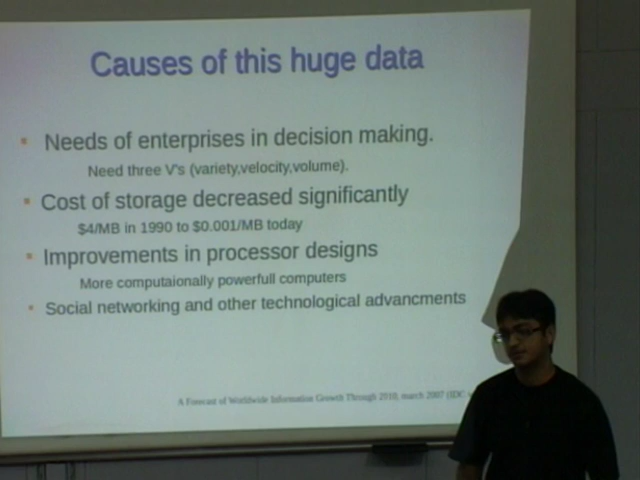 Causes of this huge data
Needs of enterprises in decision making.
Need three V's (variety,velocity,volume).
Cost of storage decreased significantly
$4/MB in 1990 to $0.001/MB today
Improvements in processor designs
More computaionally powerfull computers
Social networking and other technological advancments
A Forecast of Worldwide Information Growth Through 2010, march 2007 (IDC